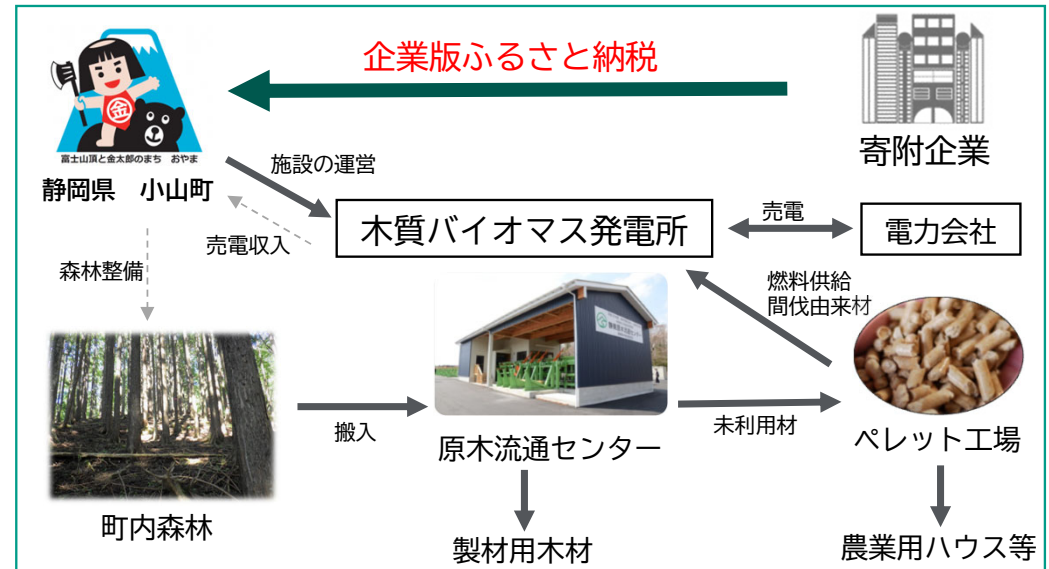 企業版ふるさと納税
金
富士山頂と金太郎のまち おやま
静岡県 小山町
寄附企業
施設の運営
売電収入
木質バイオマス発電所
売電
電力会社
森林整備
燃料供給
間伐由来材
搬入
原木流通センター
未利用材
ペレット工場
町内森林
製材用木材
農業用ハウス等